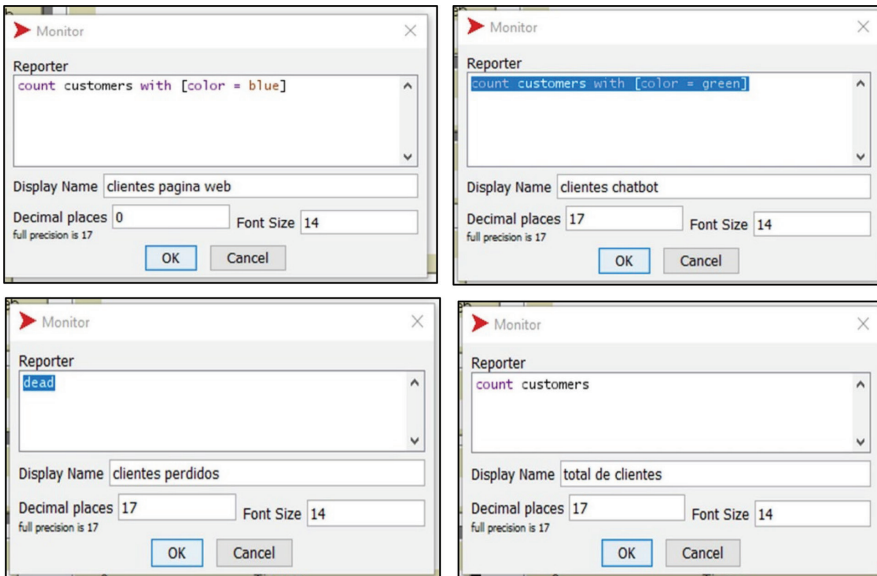 Monitor
Reporter
count customers with [color = blue]
Display Name clientes pagina web
Decimal places 0 Font Size 14
full precision is 17
OK Cancel
Monitor
Reporter
count customers with [color = green]
Display Name clientes chatbot
Decimal places 17 Font Size 14
full precision is 17
OK Cancel
Monitor
Reporter
dead
Display Name clientes perdidos
Decimal places 17 Font Size 14
full precision is 17
OK Cancel
Monitor
Reporter
count customers
Display Name total de clientes
Decimal places 17 Font Size 14
full precision is 17
OK Cancel